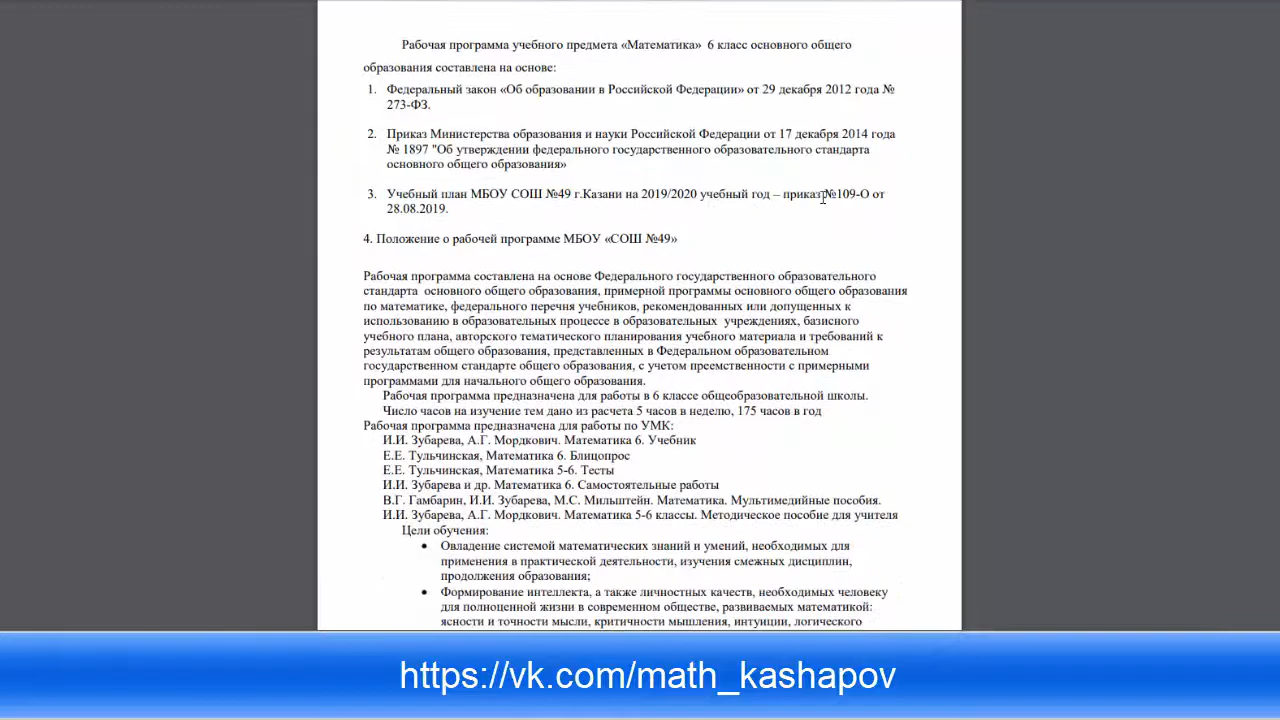 Рабочая программа учебного предмета «Математика» 6 класс основного общего
образования составлена на основе:
1. Федеральный закон «Об образовании в Российской Федерации» от 29 декабря 2012 года №
273-ФЗ.
2. Приказ Министерства образования и науки Российской Федерации от 17 декабря 2014 года
№ 1897 "Об утверждении федерального государственного образовательного стандарта
основного общего образования»
3. Учебный план МБОУ СОШ №49 г.Казани на 2019/2020 учебный год – приказ №109-О от
28.08.2019.
4. Положение о рабочей программе МБОУ «СОШ №49»
Рабочая программа составлена на основе Федерального государственного образовательного
стандарта основного общего образования, примерной программы основного общего образования
по математике, федерального перечня учебников, рекомендованных или допущенных к
использованию в образовательных процессе в образовательных учреждениях, базисного
учебного плана, авторского тематического планирования учебного материала и требований к
результатам общего образования, представленных в Федеральном образовательном
государственном стандарте общего образования, с учетом преемственности с примерными
программами для начального общего образования.
Рабочая программа предназначена для работы в 6 классе общеобразовательной школы.
Число часов на изучение тем дано из расчета 5 часов в неделю, 175 часов в год
Рабочая программа предназначена для работы по УМК:
И.И. Зубарева, А.Г. Мордкович. Математика 6. Учебник
Е.Е. Тульчинская, Математика 6. Блицопрос
Е.Е. Тульчинская, Математика 5-6. Тесты
И.И. Зубарева и др. Математика 6. Самостоятельные работы
В.Г. Гамбарин, И.И. Зубарева, М.С. Мильштейн. Математика. Мультимедийные пособия.
И.И. Зубарева, А.Г. Мордкович. Математика 5-6 классы. Методическое пособие для учителя
Цели обучения:
• Овладение системой математических знаний и умений, необходимых для
применения в практической деятельности, изучения смежных дисциплин,
продолжения образования;
• Формирование интеллекта, а также личностных качеств, необходимых человеку
для полноценной жизни в современном обществе, развиваемых математикой:
ясности и точности мысли, критичности мышления, интуиции, логического
https://vk.com/math_kashapov